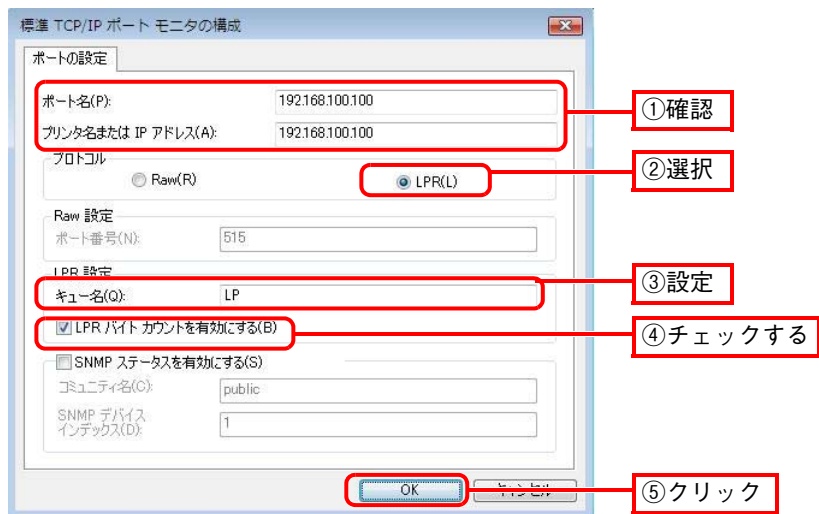 標準 TCP/IP ポート モニタの構成
ポートの設定
ポート名(P): 192.168.100.100
プリンタ名または IP アドレス(A): 192.168.100.100
①確認
プロトコル
Raw(R) LPR(L)
②選択
Raw 設定
ポート番号(N): 515
LPR 設定
キュー名(Q): LP
③設定
LPR バイト カウントを有効にする(B)
④チェックする
SNMP ステータスを有効にする(S)
コミュニティ名(C): public
SNMP デバイス
インデックス(D): 1
OK キャンセル
⑤クリック